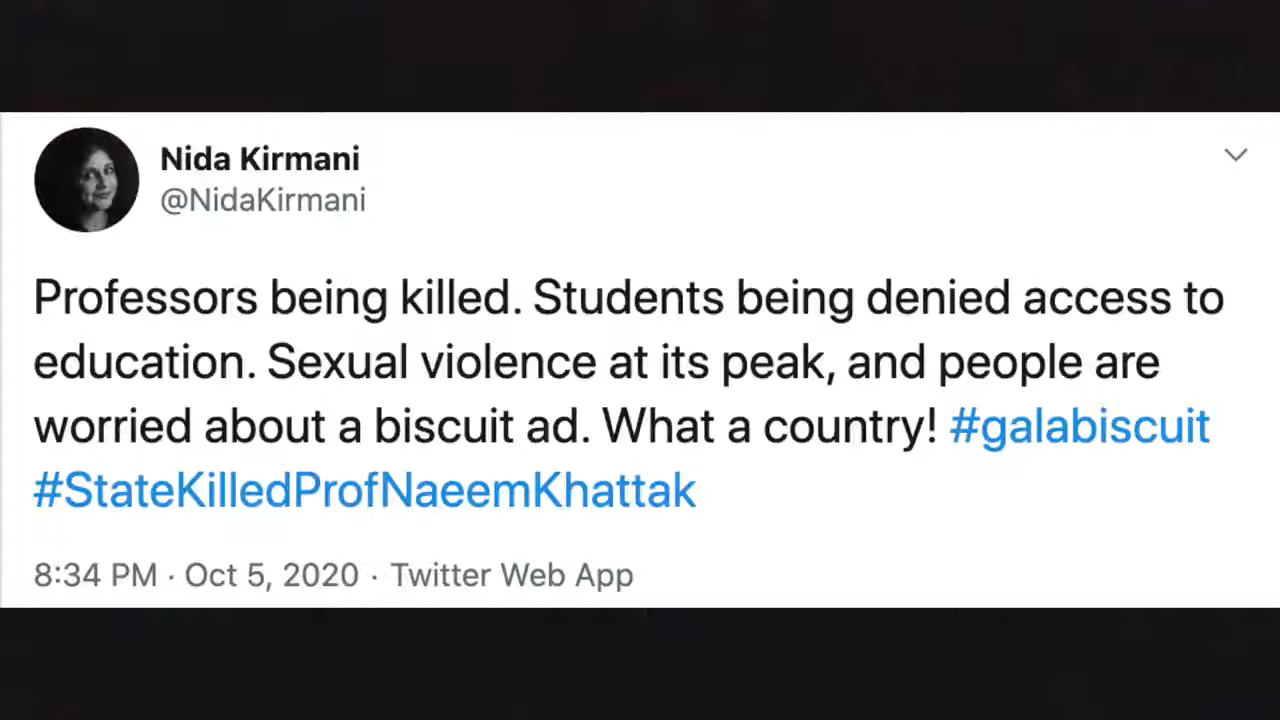 Nida Kirmani
@NidaKirmani
Professors being killed. Students being denied access to
education. Sexual violence at its peak, and people are
worried about a biscuit ad. What a country! #galabiscuit
#StateKilledProfNaeemKhattak
8:34 PM · Oct 5, 2020 · Twitter Web App